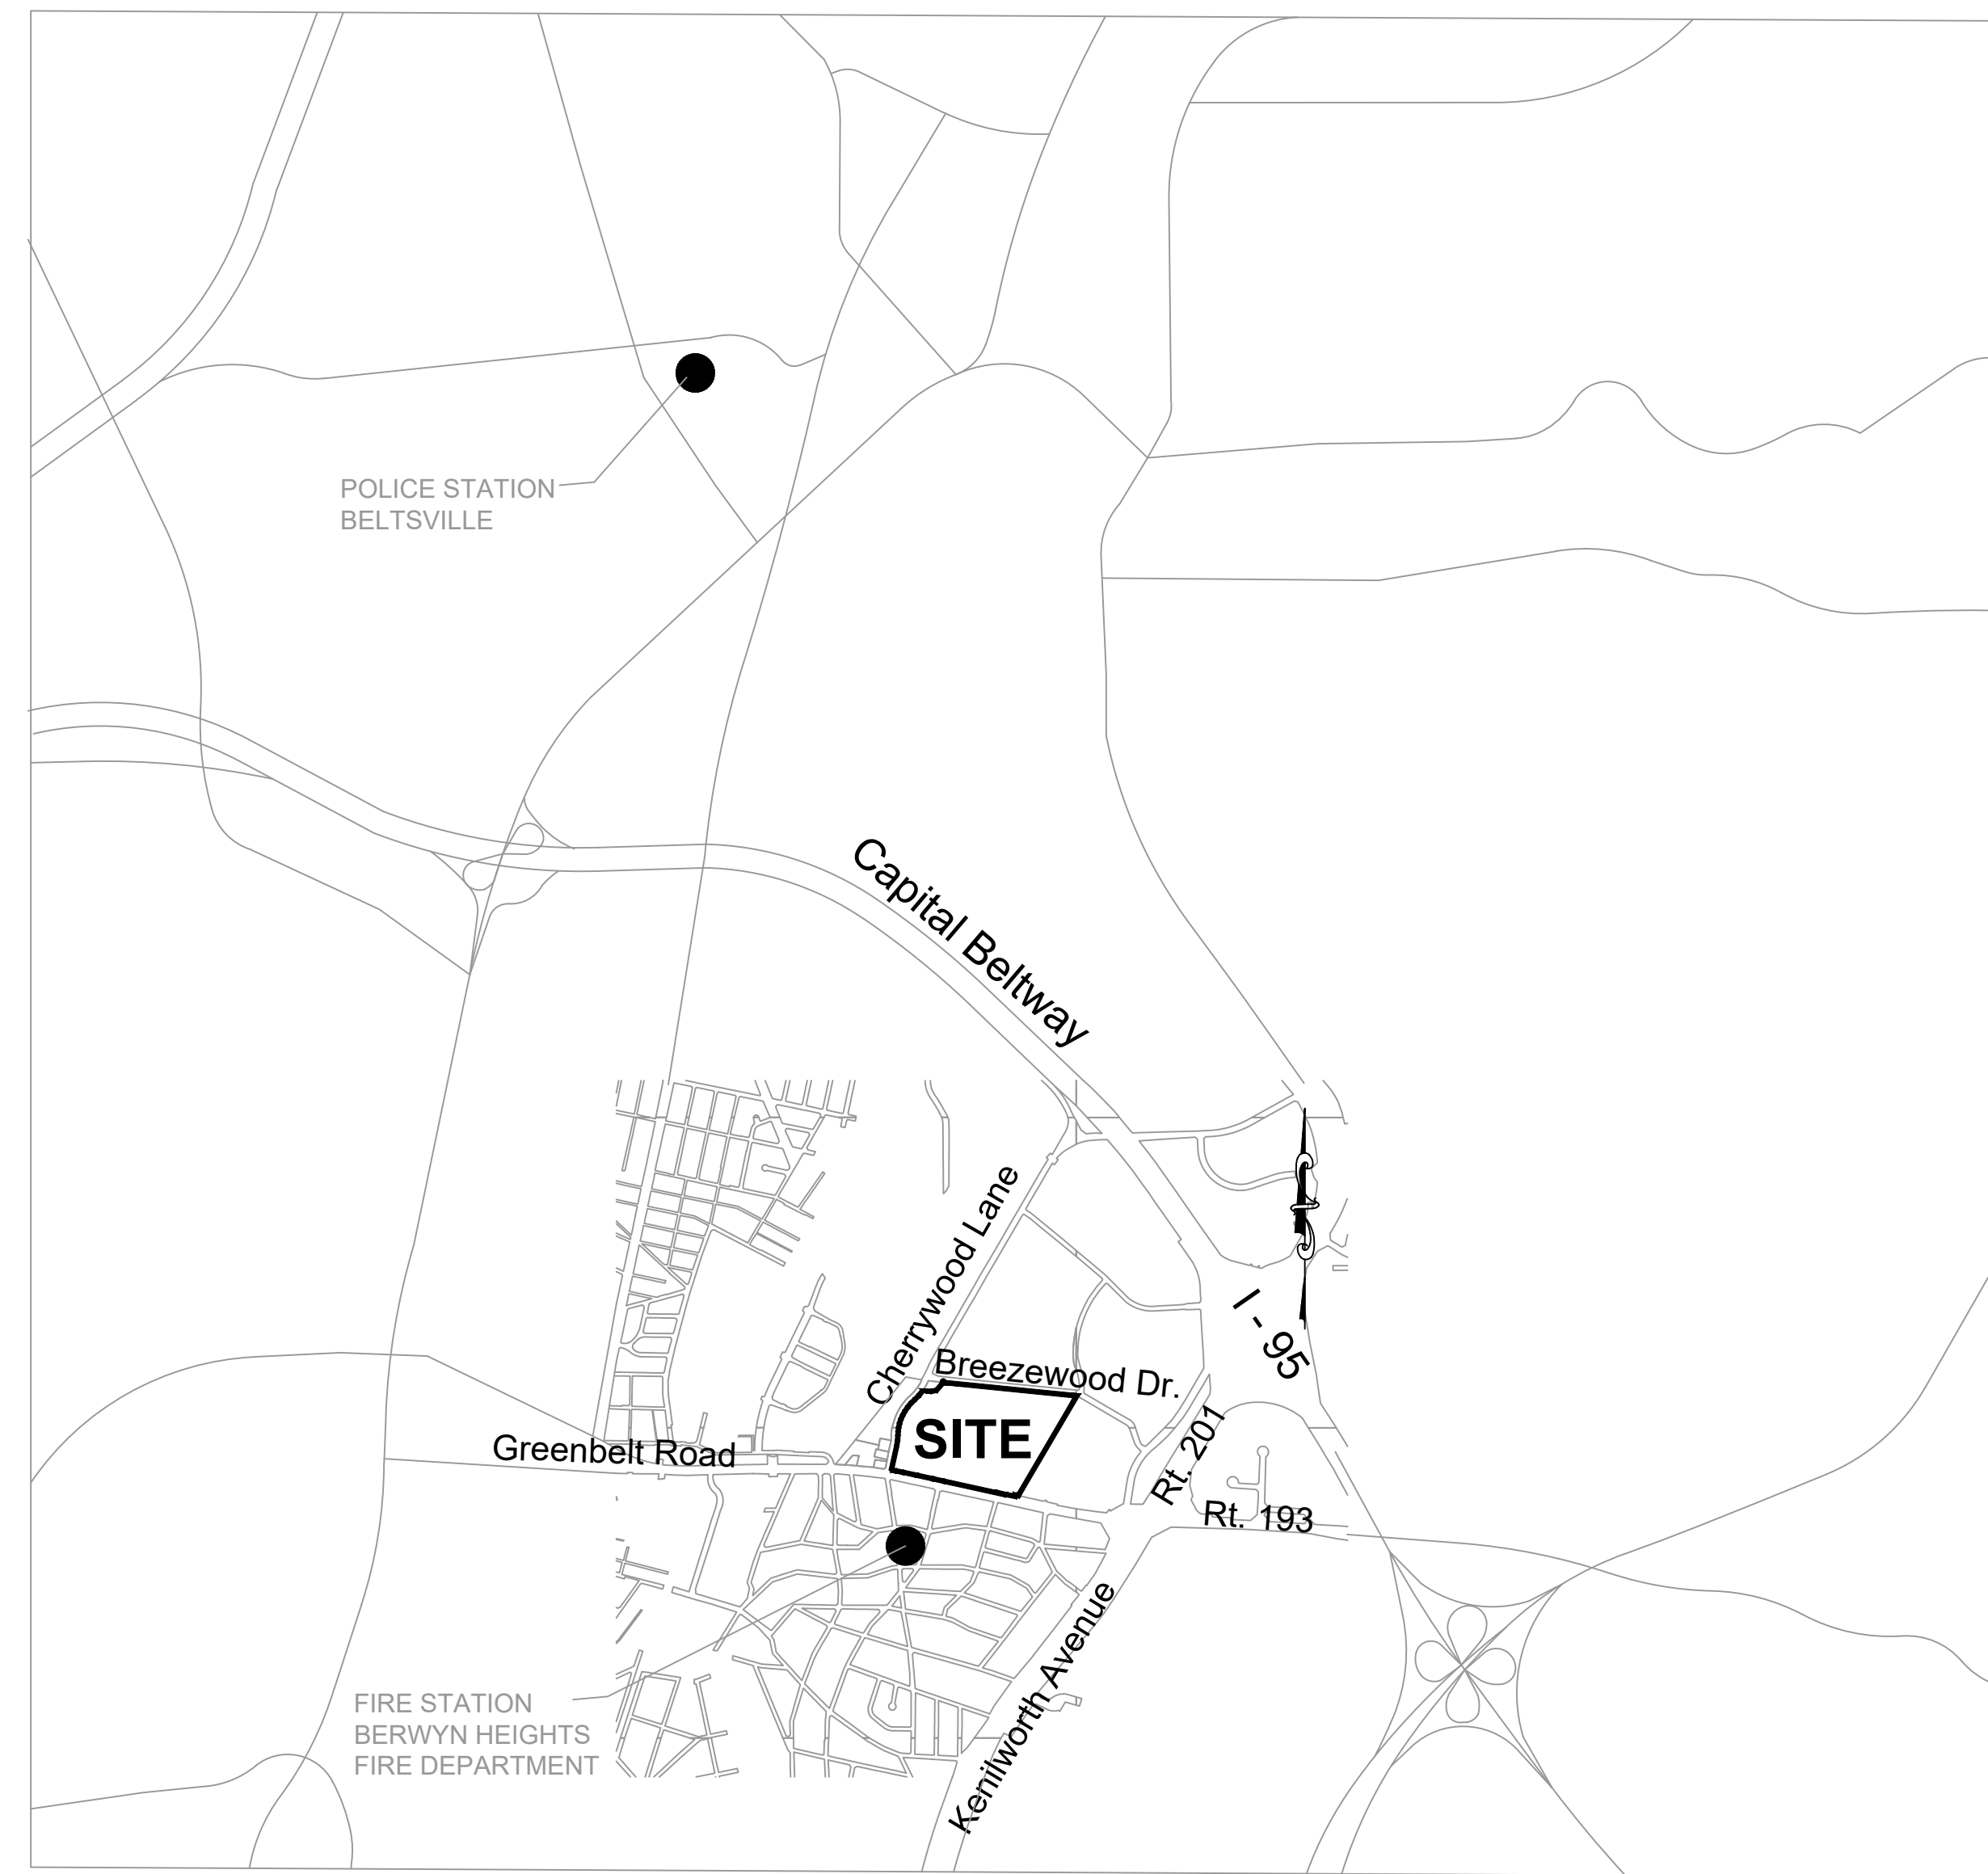 POLICE STATION
BELTSVILLE
Capital Beltway
Cherrywood Lane
I - 95
Breezewood Dr.
SITE
Rt. 201
Greenbelt Road
Rt. 193
Kenilworth Avenue
FIRE STATION
BERWYN HEIGHTS
FIRE DEPARTMENT